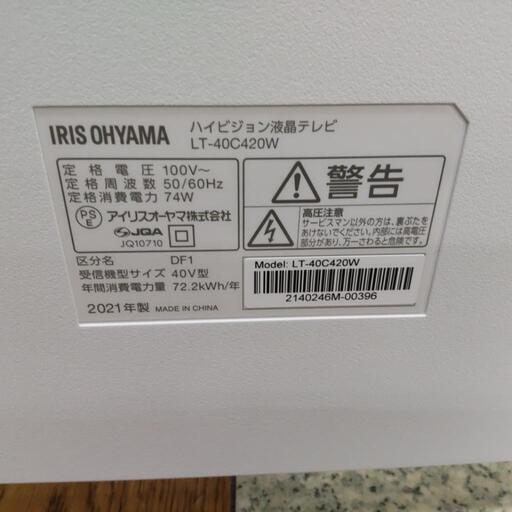 IRIS OHYAMA
ハイビジョン液晶テレビ
LT-40C420W
定格電圧 100V～
定格周波数 50/60Hz
定格消費電力 74W
PS E
アイリスオーヤマ株式会社
JQA
JQ10710
区分名 DF1
受信機型サイズ 40V型
年間消費電力量 72.2kWh/年
2021年製 MADE IN CHINA
警告
高圧注意
サービスマン以外の方は、裏ぶたを
あけないでください。内部には高電圧
部分があり、万一さわると危険です。
Model: LT-40C420W
2140246M-00396